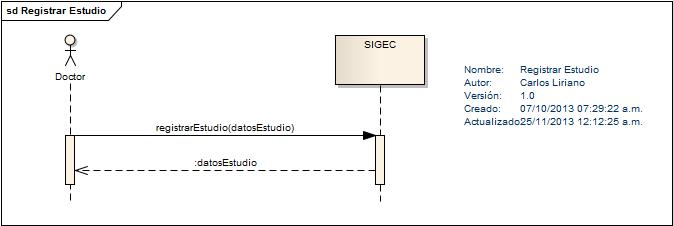 sd Registrar Estudio
Doctor
SIGEC
Nombre: Registrar Estudio
Autor: Carlos Liriano
Versión: 1.0
Creado: 07/10/2013 07:29:22 a.m.
Actualizado25/11/2013 12:12:25 a.m.
registrarEstudio(datosEstudio)
:datosEstudio